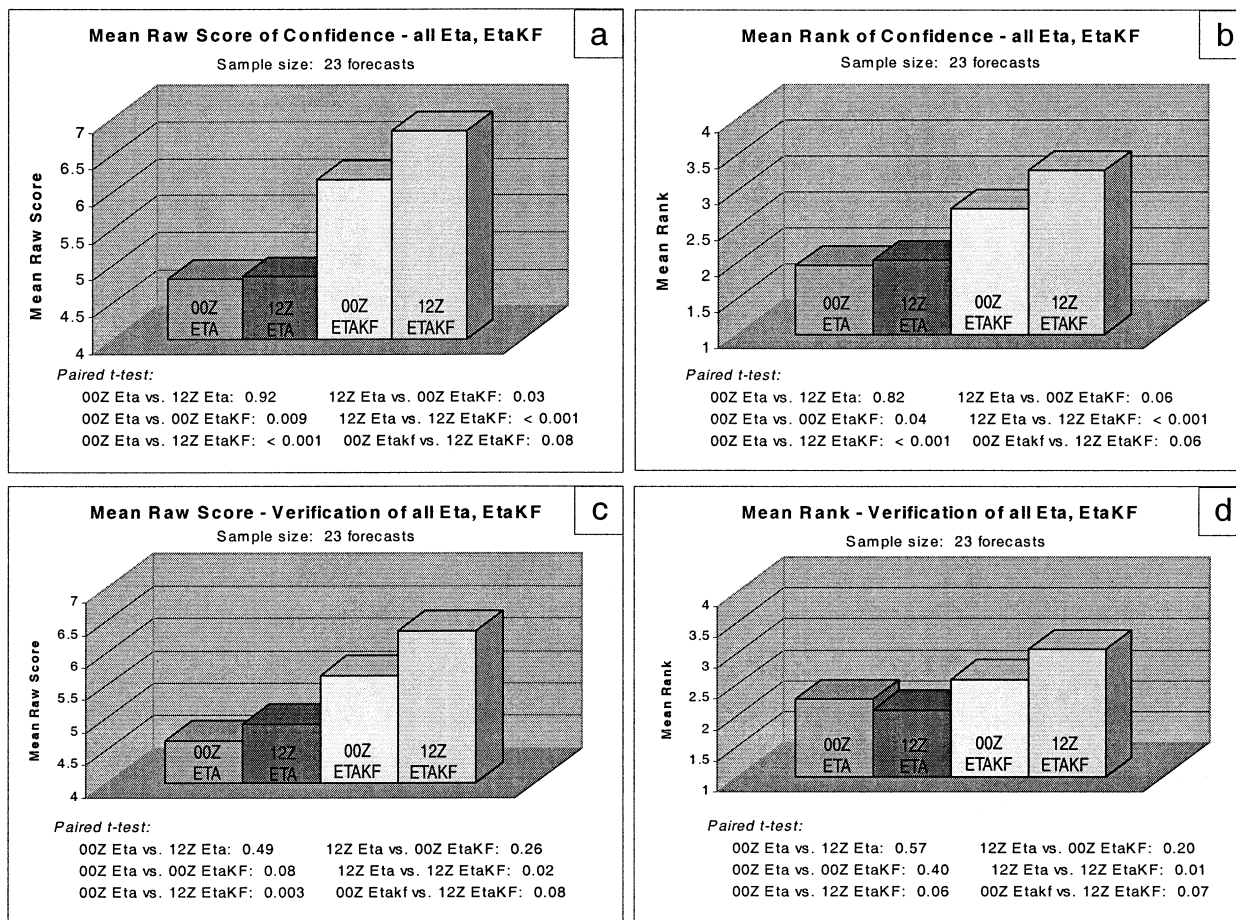 Mean Raw Score of Confidence - all Eta, EtaKF
a
Sample size: 23 forecasts
Mean Raw Score
7
6.5
6
5.5
5
4.5
4
00Z ETA
12Z ETA
00Z ETAKF
12Z ETAKF
Paired t-test:
00Z Eta vs. 12Z Eta: 0.92 12Z Eta vs. 00Z EtaKF: 0.03
00Z Eta vs. 00Z EtaKF: 0.009 12Z Eta vs. 12Z EtaKF: < 0.001
00Z Eta vs. 12Z EtaKF: < 0.001 00Z Etakf vs. 12Z EtaKF: 0.08
Mean Rank of Confidence - all Eta, EtaKF
b
Sample size: 23 forecasts
Mean Rank
4
3.5
3
2.5
2
1.5
1
00Z ETA
12Z ETA
00Z ETAKF
12Z ETAKF
Paired t-test:
00Z Eta vs. 12Z Eta: 0.82 12Z Eta vs. 00Z EtaKF: 0.06
00Z Eta vs. 00Z EtaKF: 0.04 12Z Eta vs. 12Z EtaKF: < 0.001
00Z Eta vs. 12Z EtaKF: < 0.001 00Z Etakf vs. 12Z EtaKF: 0.06
Mean Raw Score - Verification of all Eta, EtaKF
c
Sample size: 23 forecasts
Mean Raw Score
7
6.5
6
5.5
5
4.5
4
00Z ETA
12Z ETA
00Z ETAKF
12Z ETAKF
Paired t-test:
00Z Eta vs. 12Z Eta: 0.49 12Z Eta vs. 00Z EtaKF: 0.26
00Z Eta vs. 00Z EtaKF: 0.08 12Z Eta vs. 12Z EtaKF: 0.02
00Z Eta vs. 12Z EtaKF: 0.003 00Z Etakf vs. 12Z EtaKF: 0.08
Mean Rank - Verification of all Eta, EtaKF
d
Sample size: 23 forecasts
Mean Rank
4
3.5
3
2.5
2
1.5
1
00Z ETA
12Z ETA
00Z ETAKF
12Z ETAKF
Paired t-test:
00Z Eta vs. 12Z Eta: 0.57 12Z Eta vs. 00Z EtaKF: 0.20
00Z Eta vs. 00Z EtaKF: 0.40 12Z Eta vs. 12Z EtaKF: 0.01
00Z Eta vs. 12Z EtaKF: 0.06 00Z Etakf vs. 12Z EtaKF: 0.07